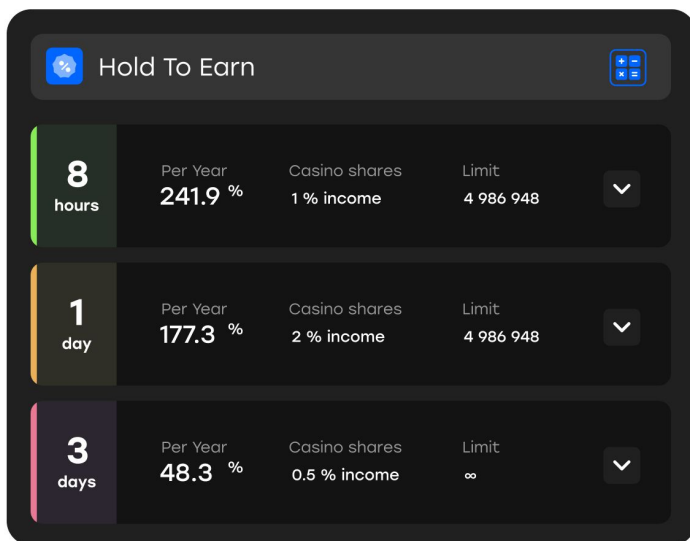 Hold To Earn
8
hours
Per Year
241.9 %
Casino shares
1 % income
Limit
4 986 948
1
day
Per Year
177.3 %
Casino shares
2 % income
Limit
4 986 948
3
days
Per Year
48.3 %
Casino shares
0.5 % income
Limit
∞